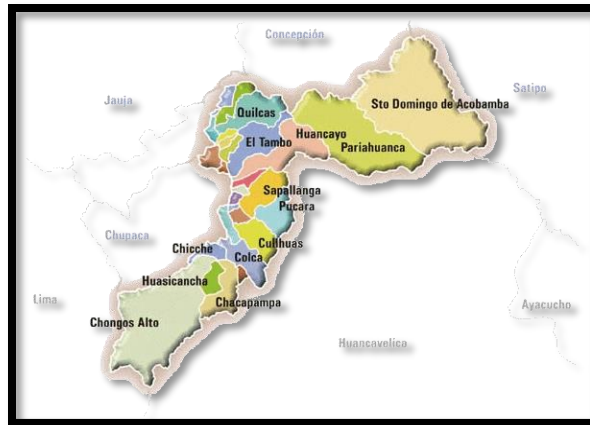 Concepción
Satipo
Jauja
Sto Domingo de Acobamba
Quilcas
Huancayo
El Tambo
Pariahuanca
Sapallanga
Pucara
Chupaca
Cullhuas
Chicche
Colca
Huasicancha
Lima
Chacapampa
Ayacucho
Chongos Alto
Huancavelica